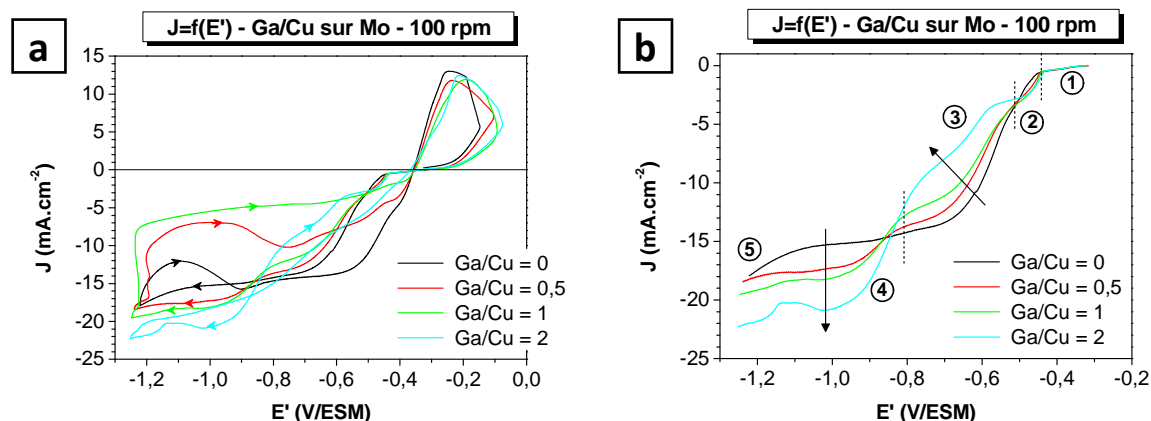 a
J=f(E') - Ga/Cu sur Mo - 100 rpm
15
10
5
0
-5
-10
-15
-20
-25
J (mA.cm-2)
Ga/Cu = 0
Ga/Cu = 0,5
Ga/Cu = 1
Ga/Cu = 2
-1,2 -1,0 -0,8 -0,6 -0,4 -0,2 0,0
E' (V/ESM)
b
J=f(E') - Ga/Cu sur Mo - 100 rpm
0
-5
-10
-15
-20
-25
J (mA.cm-2)
1
2
3
4
5
Ga/Cu = 0
Ga/Cu = 0,5
Ga/Cu = 1
Ga/Cu = 2
-1,2 -1,0 -0,8 -0,6 -0,4 -0,2
E' (V/ESM)